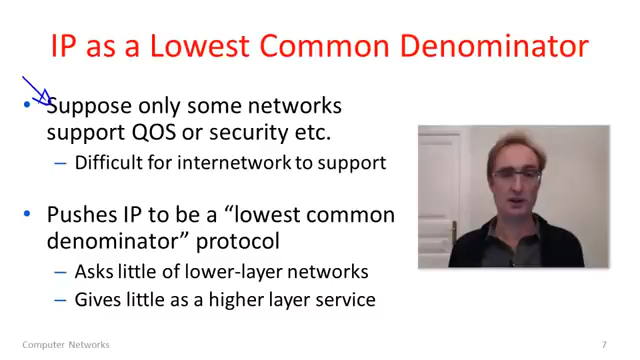 IP as a Lowest Common Denominator
• Suppose only some networks
support QOS or security etc.
– Difficult for internetwork to support
• Pushes IP to be a “lowest common
denominator” protocol
– Asks little of lower-layer networks
– Gives little as a higher layer service
Computer Networks
7